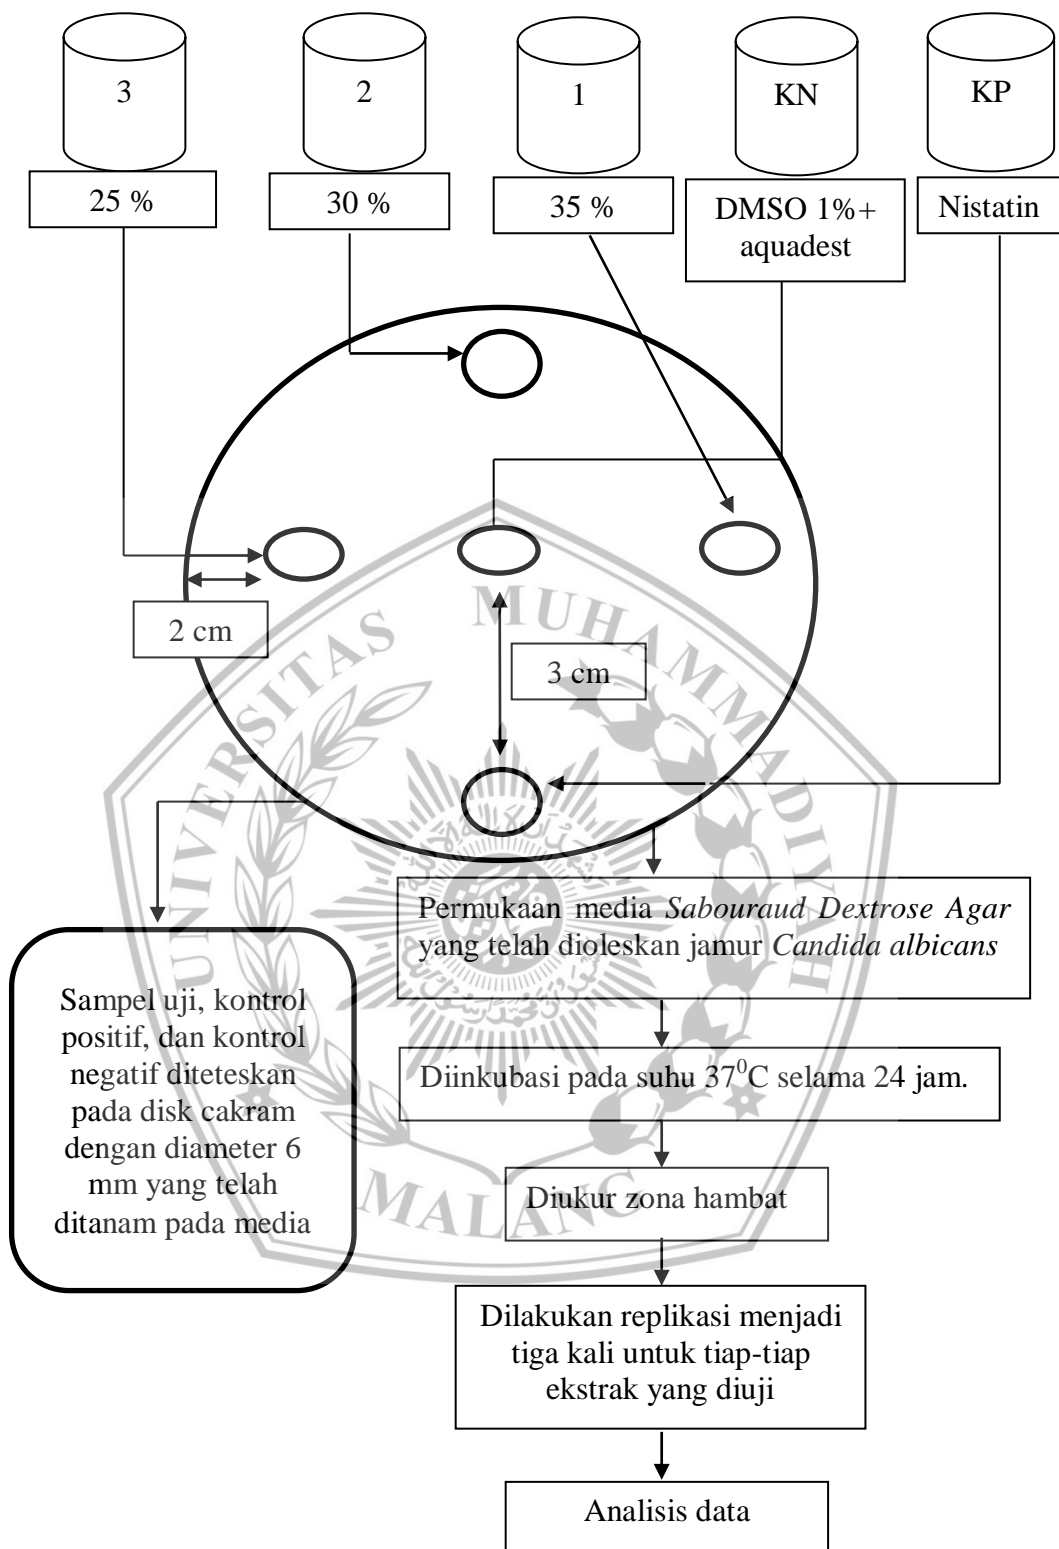 3
2
1
KN
KP
25 %
30 %
35 %
DMSO 1%+
aquadest
Nistatin
2 cm
3 cm
UNIVERSITAS MUHAMMADIYAH
MALANG
Permukaan media Sabouraud Dextrose Agar
yang telah dioleskan jamur Candida albicans
Sampel uji, kontrol
positif, dan kontrol
negatif diteteskan
pada disk cakram
dengan diameter 6
mm yang telah
ditanam pada media
Diinkubasi pada suhu 37⁰C selama 24 jam.
Diukur zona hambat
Dilakukan replikasi menjadi
tiga kali untuk tiap-tiap
ekstrak yang diuji
Analisis data